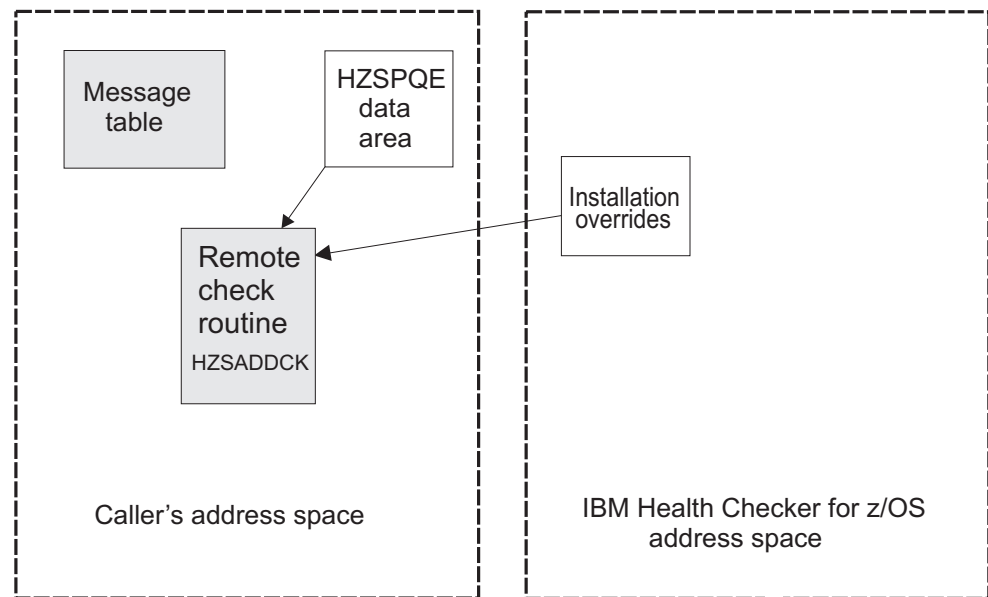 Message
table
HZSPQE
data
area
Installation
overrides
Remote
check
routine
HZSADDCK
Caller's address space
IBM Health Checker for z/OS
address space